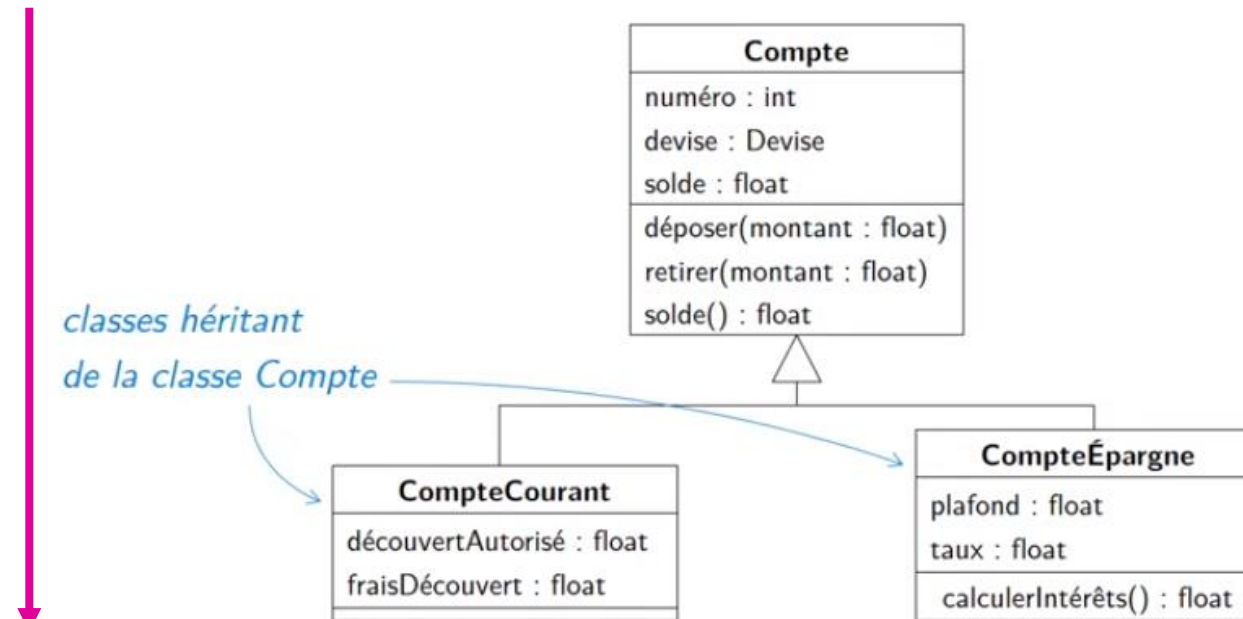 Compte
numéro : int
devise : Devise
solde : float
déposer(montant : float)
retirer(montant : float)
solde() : float
classes héritant
de la classe Compte
CompteCourant
découvertAutorisé : float
fraisDécouvert : float
CompteÉpargne
plafond : float
taux : float
calculerIntérêts() : float